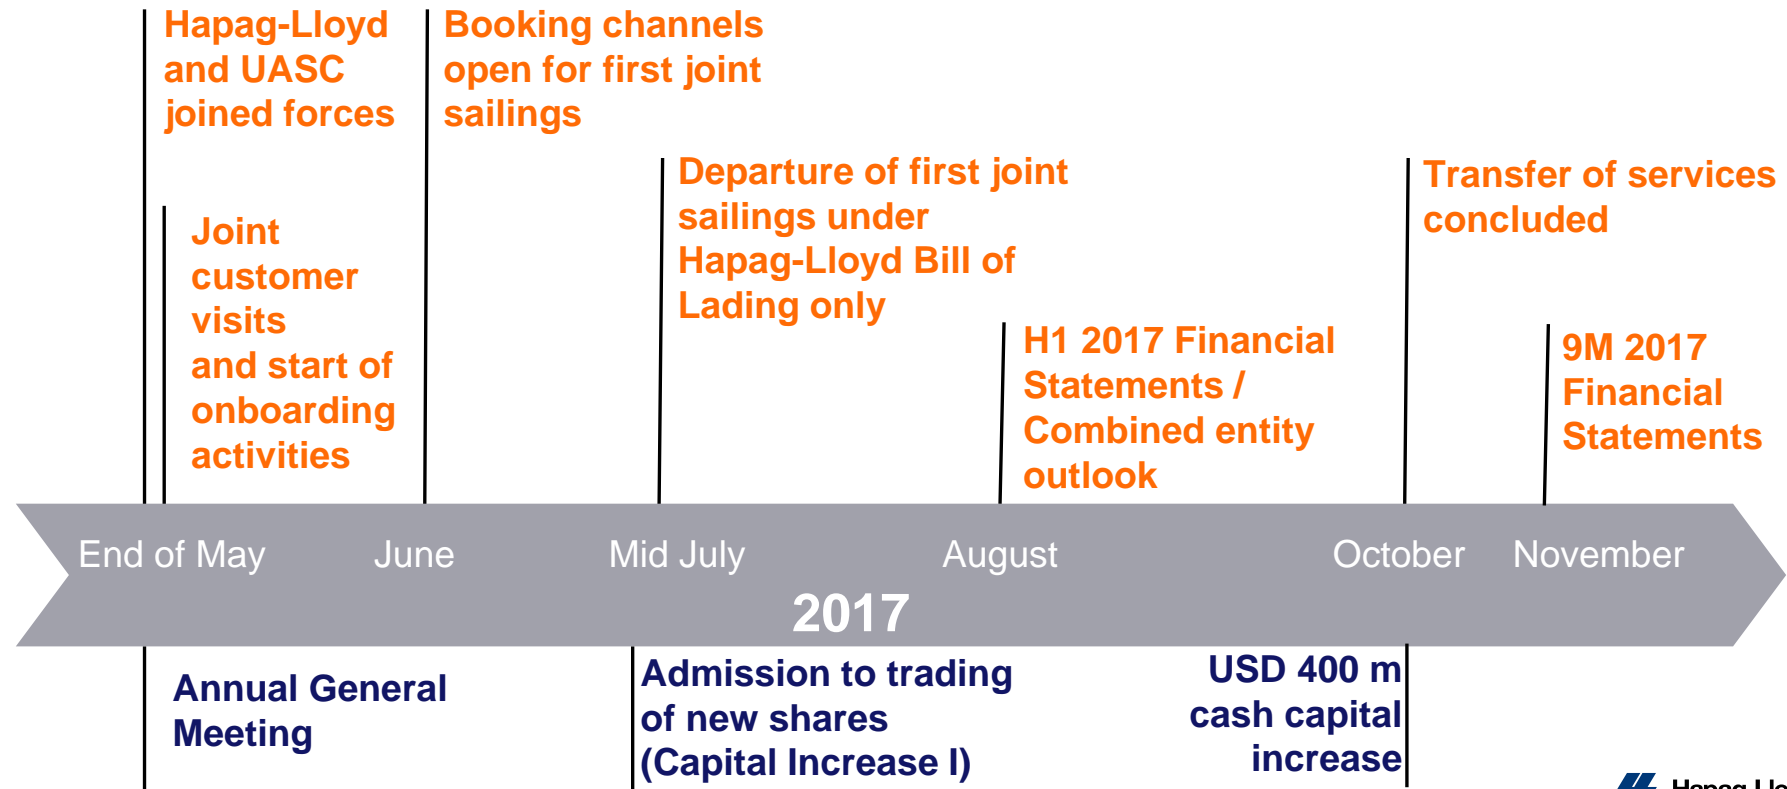 Hapag-Lloyd
and UASC
joined forces
Booking channels
open for first joint
sailings
Joint
customer
visits
and start of
onboarding
activities
Departure of first joint
sailings under
Hapag-Lloyd Bill of
Lading only
H1 2017 Financial
Statements /
Combined entity
outlook
Transfer of services
concluded
9M 2017
Financial
Statements
End of May June Mid July August October November
2017
Annual General
Meeting
Admission to trading
of new shares
(Capital Increase I)
USD 400 m
cash capital
increase